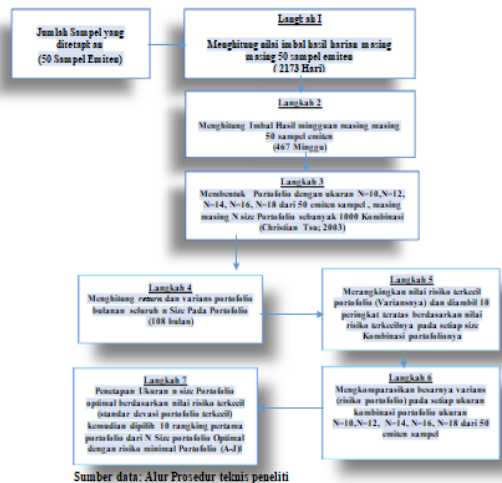 Jumlah Sampel yang
ditetapkan
(50 Sampel Emiten)
Langkah 1
Menghitung nilai imbal hasil harian masing
masing 50 sampel emiten
( 2173 Hari)
Langkah 2
Menghitung Imbal Hasil mingguan masing masing
50 sampel emiten
(467 Minggu)
Langkah 3
Membentuk Portofolio dengan ukuran N=10,N=12,
N=14, N=16, N=18 dari 50 emiten sampel , masing
masing N size Portofolio sebanyak 1000 Kombinasi
(Christian Tsu; 2003)
Langkah 4
Menghitung return dan varians portofolio
bulanan seluruh n Size Pada Portofolio
(108 bulan)
Langkah 5
Merangkingkan nilai risiko terkecil
portofolio (Variansnya) dan diambil 10
peringkat teratas berdasarkan nilai
risiko terkecilnya pada setiap size
Kombinasi portofolionya
Langkah 6
Mengkomparasikan besarnya varians
(risiko portofolio) pada setiap ukuran
kombinasi portofolio ukuran
N=10,N=12, N=14, N=16, N=18 dari 50
emiten sampel
Langkah 7
Penetapan Ukuran n size Portofolio
optimal berdasarkan nilai risiko terkecil
(standar deviasi portofolio terkecil)
kemudian dipilih 10 rangking pertama
portofolio dari N Size portofolio Optimal
dengan risiko minimal Portofolio (A-J)l
Sumber data: Alur Prosedur teknis peneliti